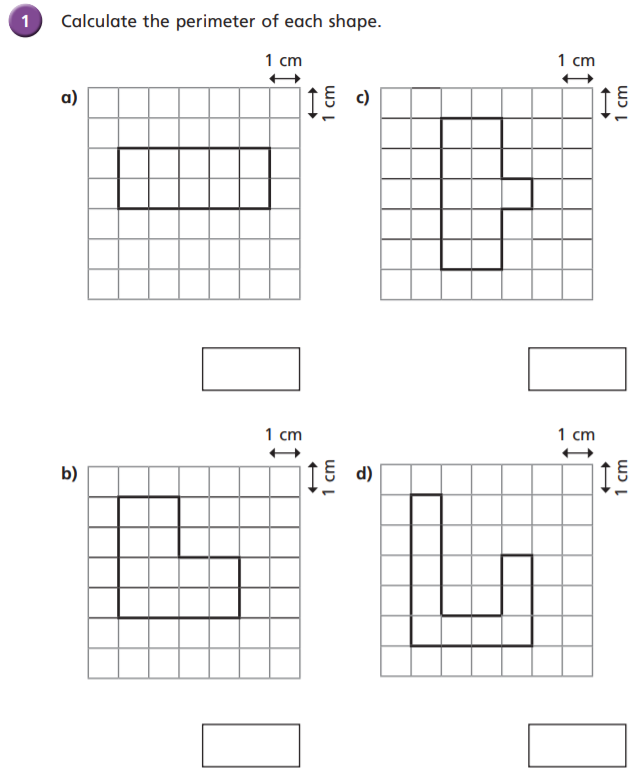 1 Calculate the perimeter of each shape.
1 cm
a)
1 cm
1 cm
c)
1 cm
1 cm
b)
1 cm
1 cm
d)
1 cm